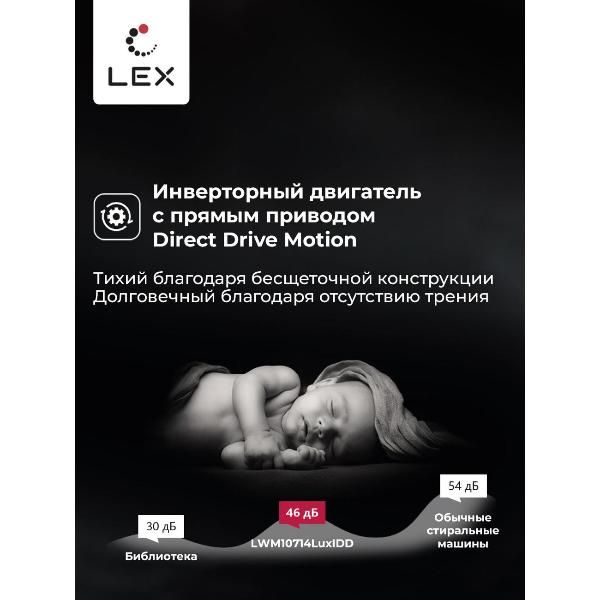 LEX
Инверторный двигатель
с прямым приводом
Direct Drive Motion
Тихий благодаря бесщеточной конструкции
Долговечный благодаря отсутствию трения
54 дБ
46 дБ
30 дБ
Обычные
стиральные
машины
LWM10714LuxIDD
Библиотека